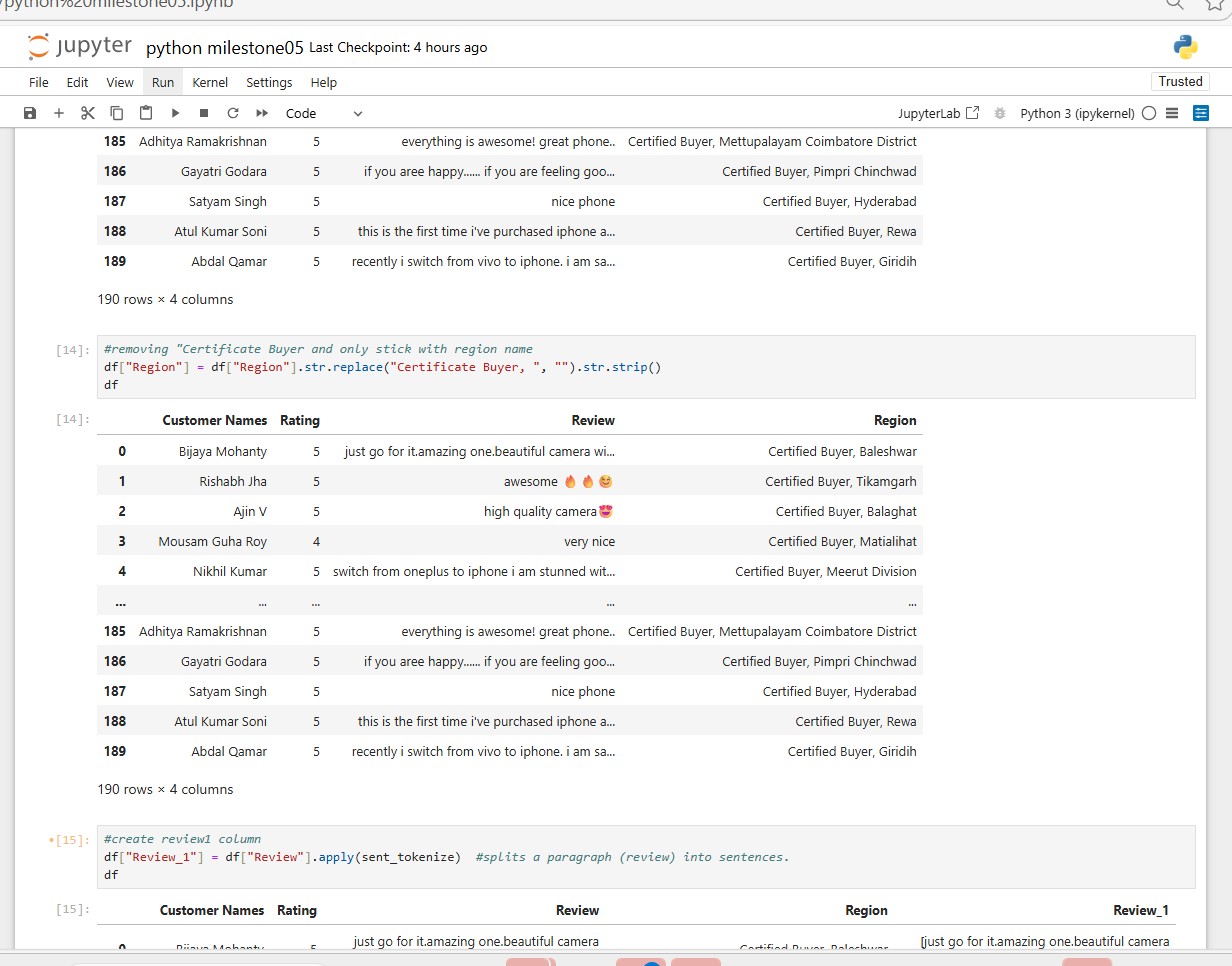 /python%20milestone05.ipynb
jupyter python milestone05 Last Checkpoint: 4 hours ago
File Edit View Run Kernel Settings Help Trusted
Code JupyterLab Python 3 (ipykernel)
185 Adhitya Ramakrishnan 5 everything is awesome! great phone.. Certified Buyer, Mettupalayam Coimbatore District
186 Gayatri Godara 5 if you aree happy...... if you are feeling goo... Certified Buyer, Pimpri Chinchwad
187 Satyam Singh 5 nice phone Certified Buyer, Hyderabad
188 Atul Kumar Soni 5 this is the first time i've purchased iphone a... Certified Buyer, Rewa
189 Abdal Qamar 5 recently i switch from vivo to iphone. i am sa... Certified Buyer, Giridih
190 rows × 4 columns
[14]: #removing "Certificate Buyer and only stick with region name
df["Region"] = df["Region"].str.replace("Certificate Buyer, ", "").str.strip()
df
[14]: Customer Names Rating Review Region
0 Bijaya Mohanty 5 just go for it.amazing one.beautiful camera wi... Certified Buyer, Baleshwar
1 Rishabh Jha 5 awesome 🔥 🔥 😊 Certified Buyer, Tikamgarh
2 Ajin V 5 high quality camera😍 Certified Buyer, Balaghat
3 Mousam Guha Roy 4 very nice Certified Buyer, Matialihat
4 Nikhil Kumar 5 switch from oneplus to iphone i am stunned wit... Certified Buyer, Meerut Division
... ... ... ... ...
185 Adhitya Ramakrishnan 5 everything is awesome! great phone.. Certified Buyer, Mettupalayam Coimbatore District
186 Gayatri Godara 5 if you aree happy...... if you are feeling goo... Certified Buyer, Pimpri Chinchwad
187 Satyam Singh 5 nice phone Certified Buyer, Hyderabad
188 Atul Kumar Soni 5 this is the first time i've purchased iphone a... Certified Buyer, Rewa
189 Abdal Qamar 5 recently i switch from vivo to iphone. i am sa... Certified Buyer, Giridih
190 rows × 4 columns
•[15]: #create review1 column
df["Review_1"] = df["Review"].apply(sent_tokenize) #splits a paragraph (review) into sentences.
df
[15]: Customer Names Rating Review Region Review_1
just go for it.amazing one.beautiful camera [just go for it.amazing one.beautiful camera
0 Bijaya Mohanty 5 Certified Buyer, Baleshwar